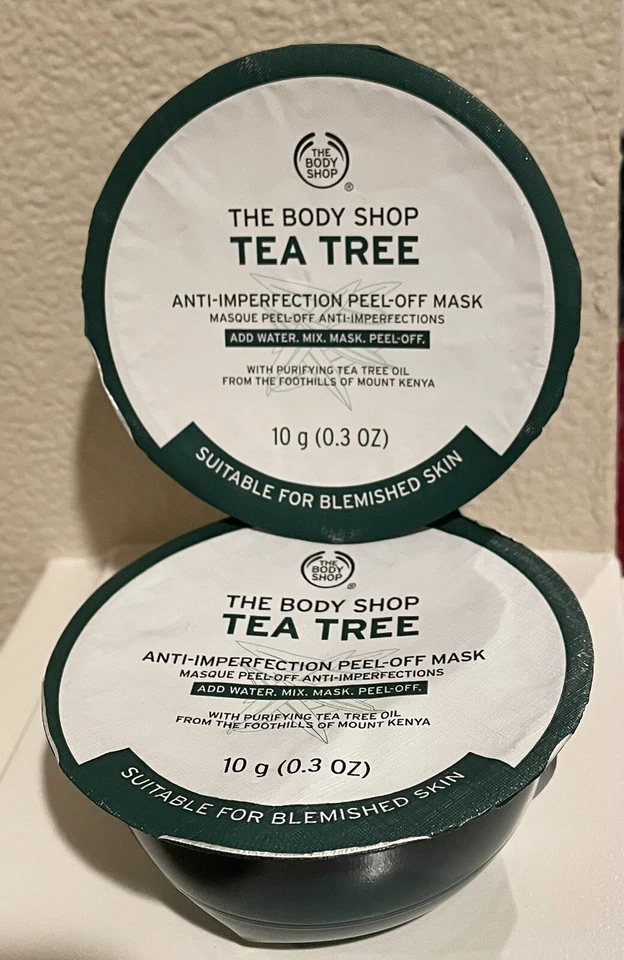 THE
BODY
SHOP
®
THE BODY SHOP
TEA TREE
ANTI-IMPERFECTION PEEL-OFF MASK
MASQUE PEEL-OFF ANTI-IMPERFECTIONS
ADD WATER. MIX. MASK. PEEL-OFF.
WITH PURIFYING TEA TREE OIL
FROM THE FOOTHILLS OF MOUNT KENYA
10 g (0.3 OZ)
SUITABLE FOR BLEMISHED SKIN
THE
BODY
SHOP
®
THE BODY SHOP
TEA TREE
ANTI-IMPERFECTION PEEL-OFF MASK
MASQUE PEEL-OFF ANTI-IMPERFECTIONS
ADD WATER. MIX. MASK. PEEL-OFF.
WITH PURIFYING TEA TREE OIL
FROM THE FOOTHILLS OF MOUNT KENYA
10 g (0.3 OZ)
SUITABLE FOR BLEMISHED SKIN